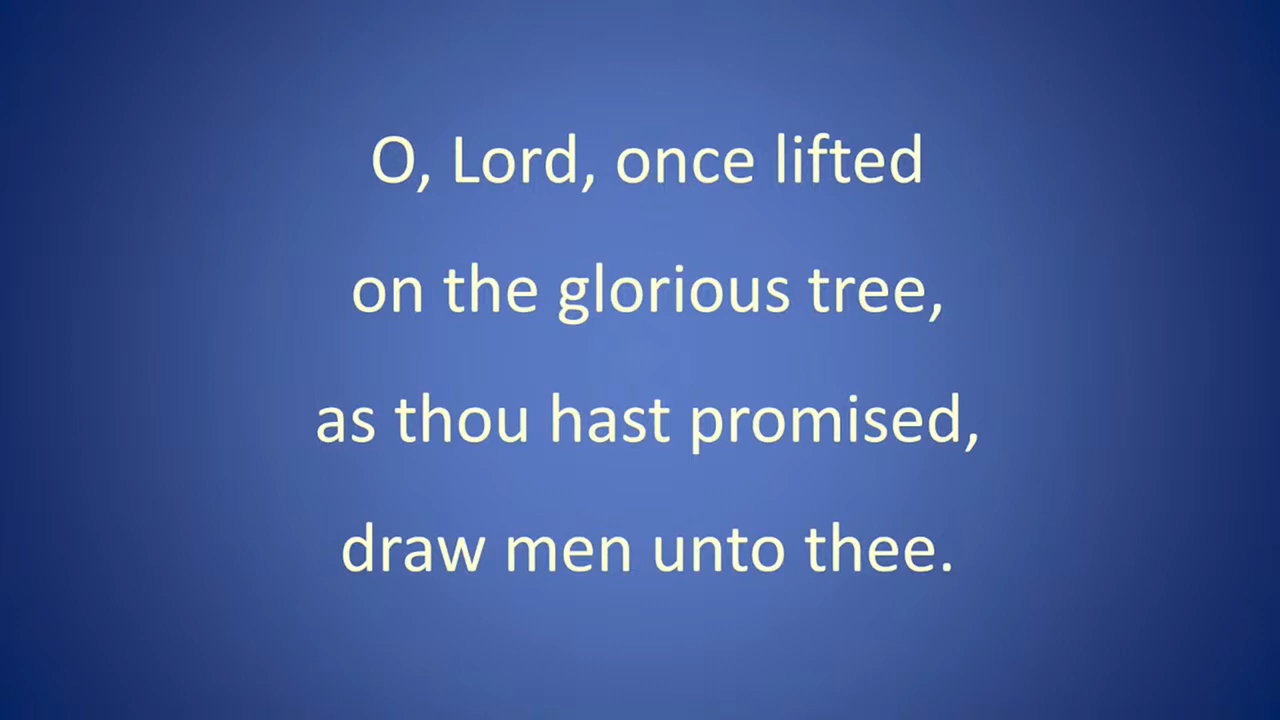 O, Lord, once lifted
on the glorious tree,
as thou hast promised,
draw men unto thee.